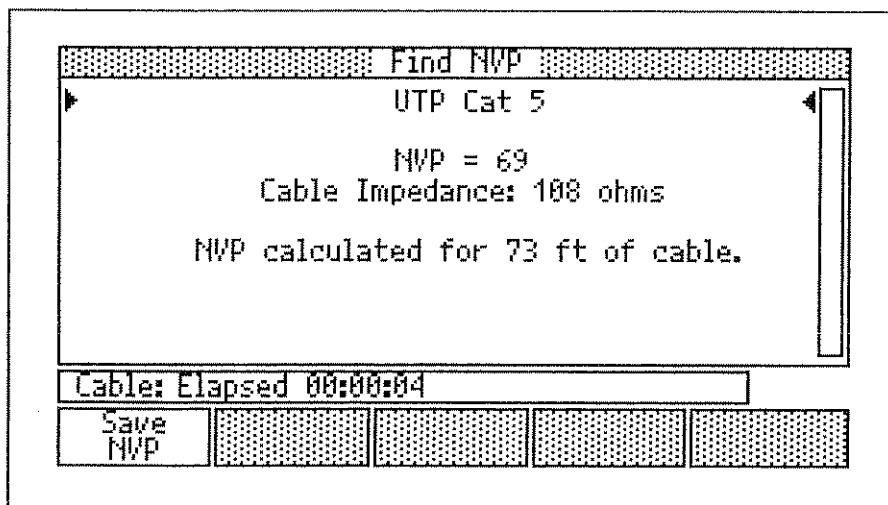 Find NVP
UTP Cat 5
NVP = 69
Cable Impedance: 108 ohms
NVP calculated for 73 ft of cable.
Cable: Elapsed 00:00:04
Save
NVP